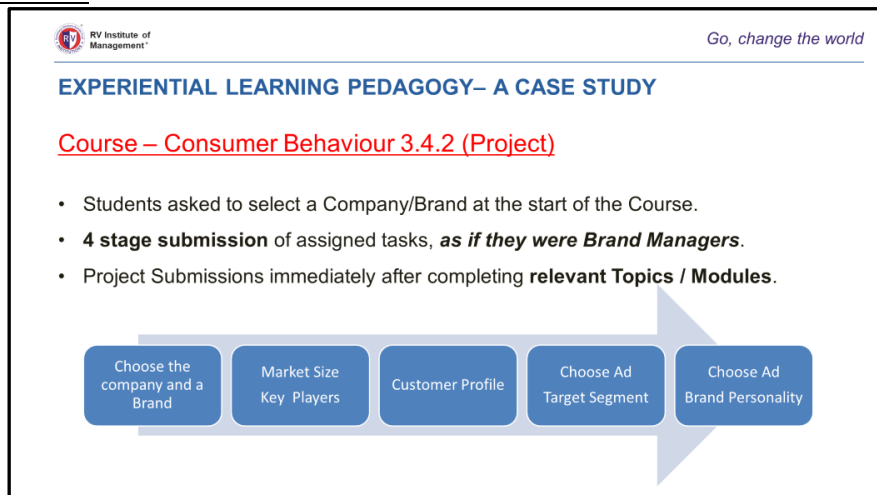 RV Institute of
Management
Go, change the world
EXPERIENTIAL LEARNING PEDAGOGY– A CASE STUDY
Course – Consumer Behaviour 3.4.2 (Project)
• Students asked to select a Company/Brand at the start of the Course.
• 4 stage submission of assigned tasks, as if they were Brand Managers.
• Project Submissions immediately after completing relevant Topics / Modules.
Choose the
company and a
Brand
Market Size
Key Players
Customer Profile
Choose Ad
Target Segment
Choose Ad
Brand Personality